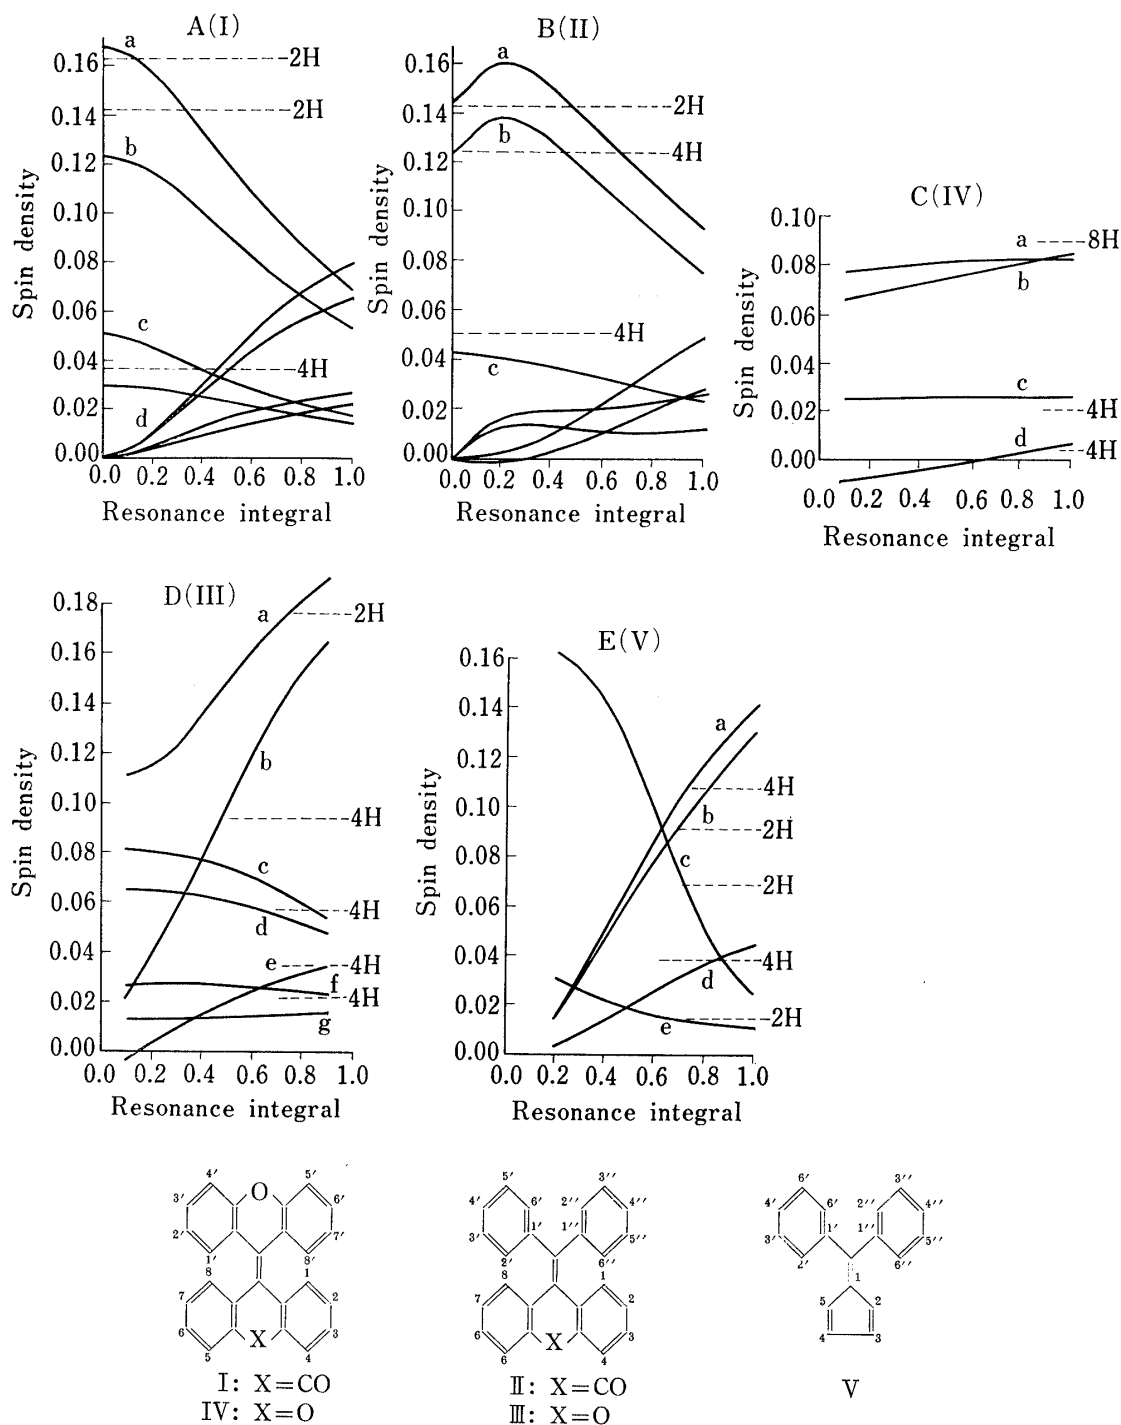 A(I)
Spin density
0.16
0.14
0.12
0.10
0.08
0.06
0.04
0.02
0.00
a
2H
2H
b
c
4H
d
0.0 0.2 0.4 0.6 0.8 1.0
Resonance integral
B(II)
Spin density
0.16
0.14
0.12
0.10
0.08
0.06
0.04
0.02
0.00
a
2H
b
4H
4H
c
0.0 0.2 0.4 0.6 0.8 1.0
Resonance integral
C(IV)
Spin density
0.10
0.08
0.06
0.04
0.02
0.00
a
8H
b
c
4H
d
4H
0.0 0.2 0.4 0.6 0.8 1.0
Resonance integral
D(III)
Spin density
0.18
0.16
0.14
0.12
0.10
0.08
0.06
0.04
0.02
0.00
a
2H
b
4H
c
4H
d
e
4H
f
4H
g
0.0 0.2 0.4 0.6 0.8 1.0
Resonance integral
E(V)
Spin density
0.16
0.14
0.12
0.10
0.08
0.06
0.04
0.02
0.00
a
4H
b
2H
c
2H
4H
d
e
2H
0.0 0.2 0.4 0.6 0.8 1.0
Resonance integral
4′ 5′
3′ O 6′
2′ 7′
1′ 8′
8 1
7 2
6 X 3
5 4
I: X=CO
IV: X=O
5′ 3′′
4′ 6′ 2′′ 4′′
3′ 1′ 1′′ 5′′
2′ 6′′
8 1
7 2
6 X 3
6 4
II: X=CO
III: X=O
6′ 3′′
4′ 6′ 2′′ 4′′
3′ 1′ 1′′ 5′′
2′ 6′′
1
5 2
4 3
V